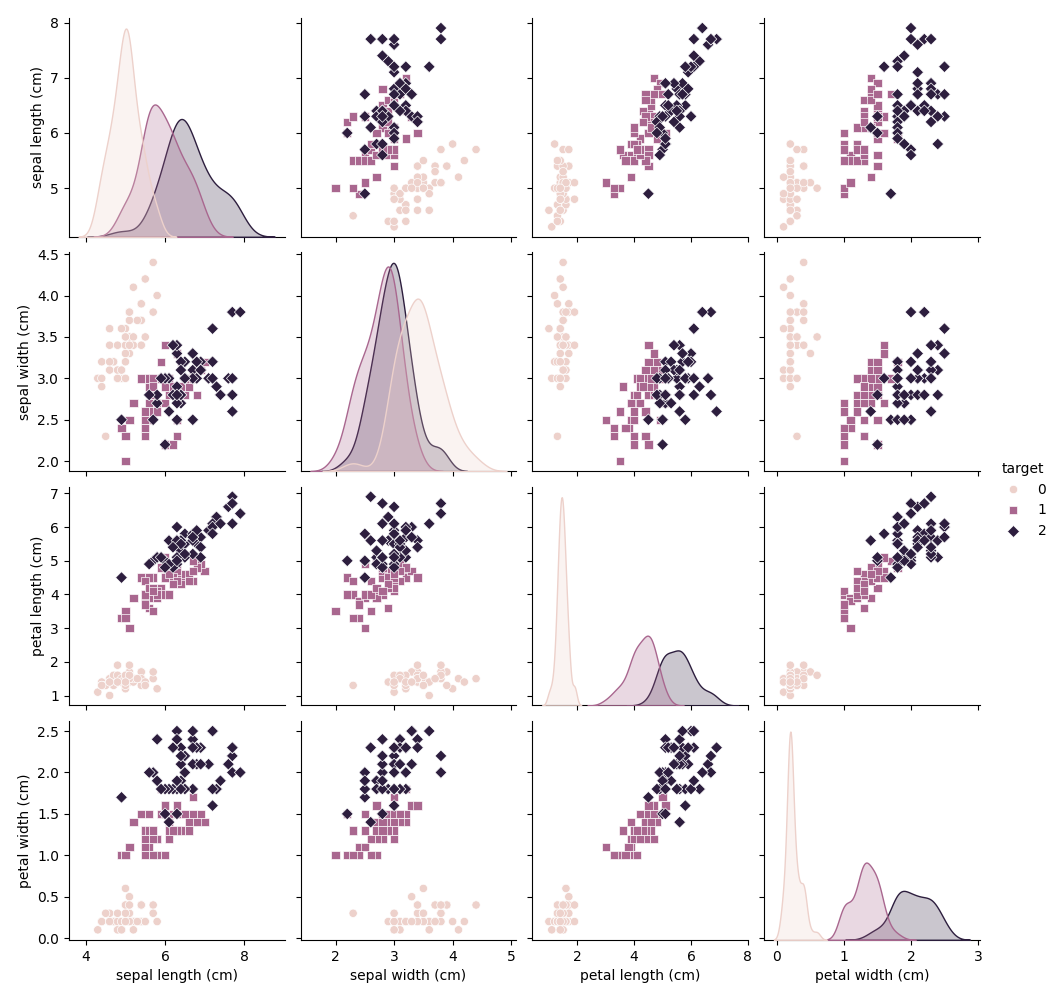 8
7
6
5
sepal length (cm)
4.5
4.0
3.5
3.0
2.5
2.0
sepal width (cm)
target
0
1
2
7
6
5
4
3
2
1
petal length (cm)
2.5
2.0
1.5
1.0
0.5
0.0
petal width (cm)
4 6 8
2 3 4 5
2 4 6 8
0 1 2 3
sepal length (cm)
sepal width (cm)
petal length (cm)
petal width (cm)